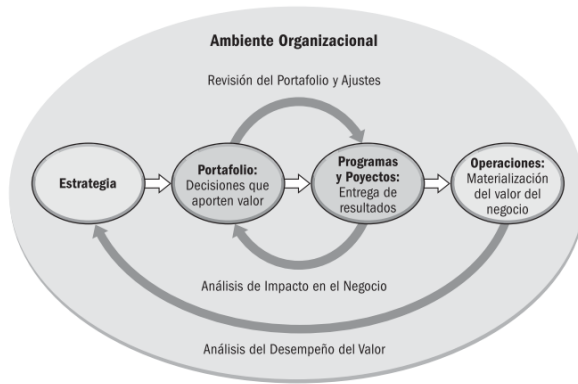 Ambiente Organizacional
Revisión del Portafolio y Ajustes
Estrategia
Portafolio:
Decisiones que
aporten valor
Programas
y Poyectos:
Entrega de
resultados
Operaciones:
Materialización
del valor del
negocio
Análisis de Impacto en el Negocio
Análisis del Desempeño del Valor